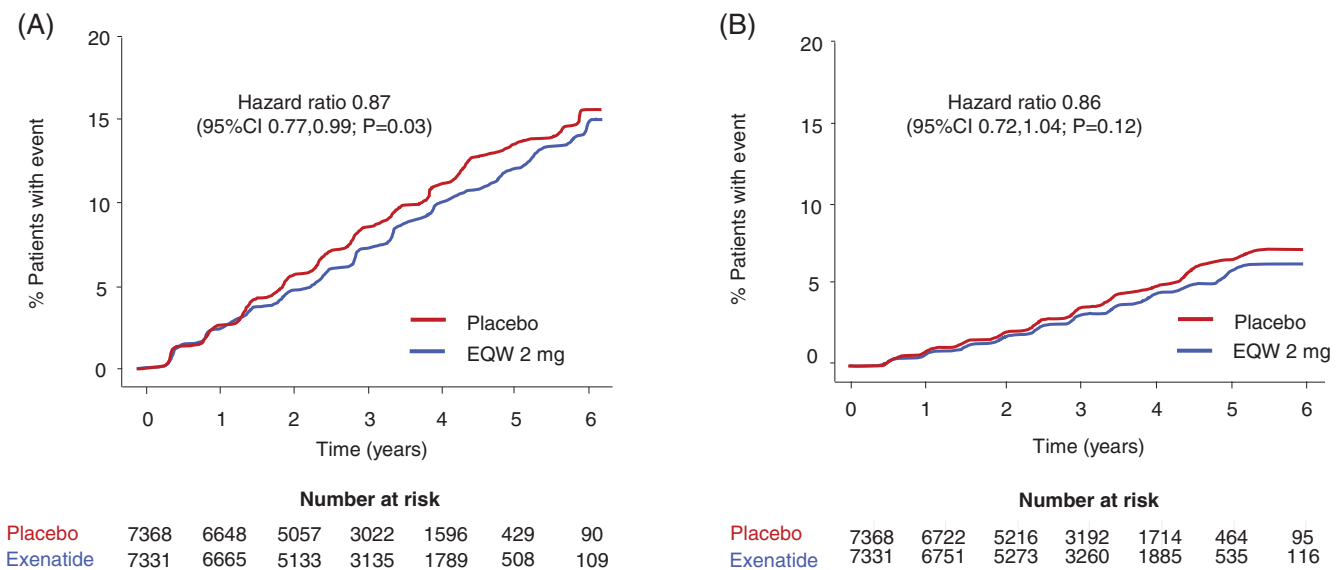 (A)
20
15
10
5
0
% Patients with event
Hazard ratio 0.87
(95%CI 0.77,0.99; P=0.03)
Placebo
EQW 2 mg
0 1 2 3 4 5 6
Time (years)
Number at risk
Placebo 7368 6648 5057 3022 1596 429 90
Exenatide 7331 6665 5133 3135 1789 508 109
(B)
20
15
10
5
0
% Patients with event
Hazard ratio 0.86
(95%CI 0.72,1.04; P=0.12)
Placebo
EQW 2 mg
0 1 2 3 4 5 6
Time (years)
Number at risk
Placebo 7368 6722 5216 3192 1714 464 95
Exenatide 7331 6751 5273 3260 1885 535 116